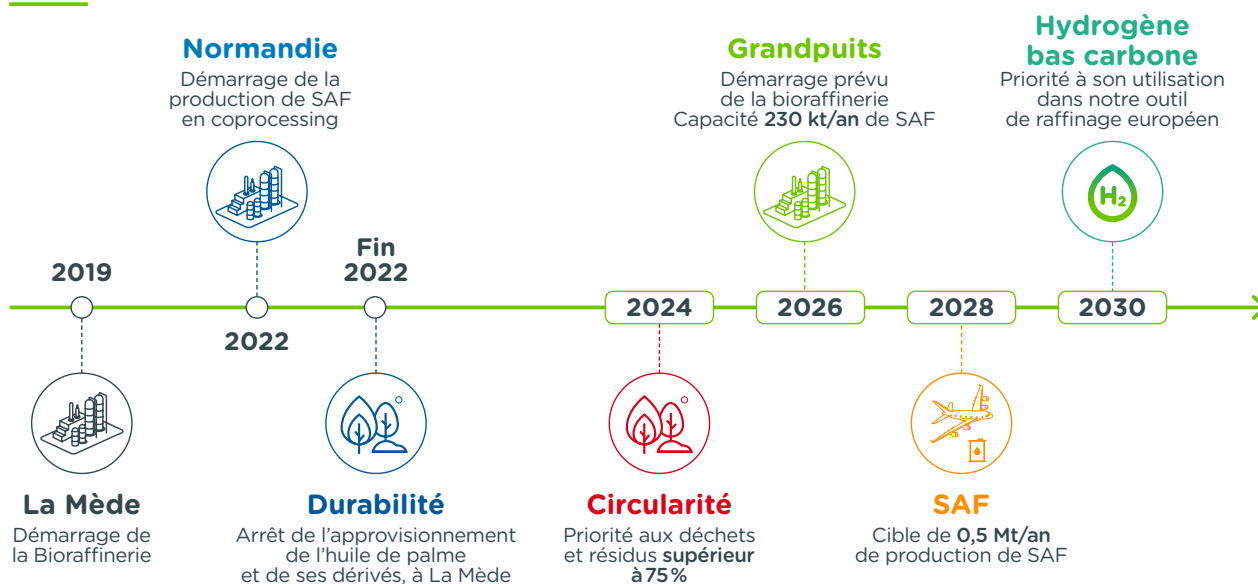 Normandie
Démarrage de la
production de SAF
en coprocessing
Grandpuits
Démarrage prévu
de la bioraffinerie
Capacité 230 kt/an de SAF
Hydrogène
bas carbone
Priorité à son utilisation
dans notre outil
de raffinage européen
H₂
2019
2022
Fin
2022
2024
2026
2028
2030
La Mède
Démarrage de
la Bioraffinerie
Durabilité
Arrêt de l’approvisionnement
de l’huile de palme
et de ses dérivés, à La Mède
Circularité
Priorité aux déchets
et résidus supérieur
à 75 %
SAF
Cible de 0,5 Mt/an
de production de SAF